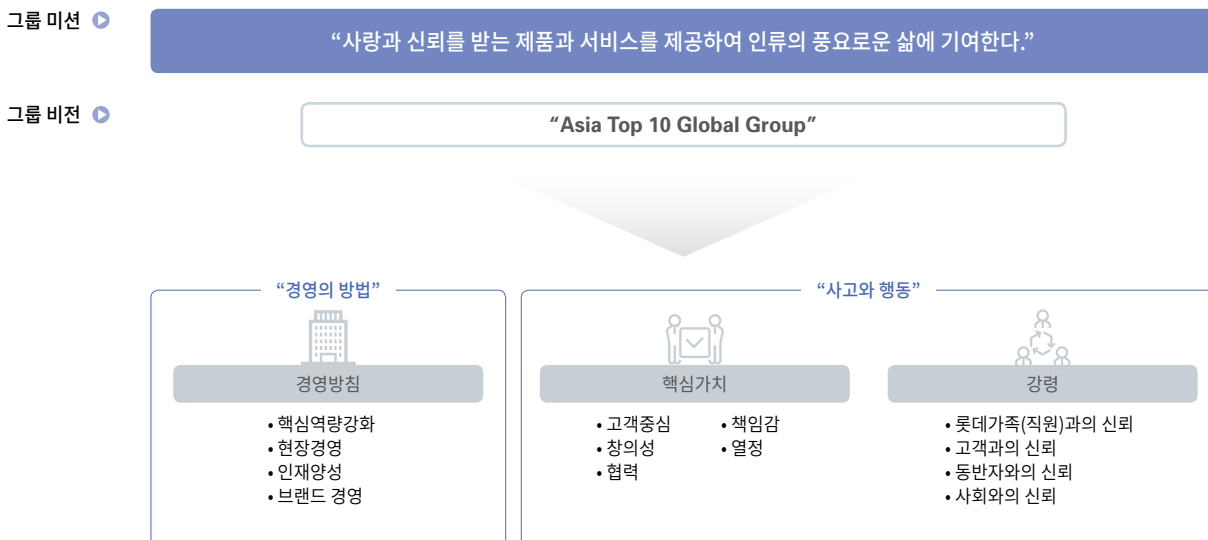 그룹 미션
“사랑과 신뢰를 받는 제품과 서비스를 제공하여 인류의 풍요로운 삶에 기여한다.”
그룹 비전
“Asia Top 10 Global Group”
“경영의 방법”
경영방침
• 핵심역량강화
• 현장경영
• 인재양성
• 브랜드 경영
“사고와 행동”
핵심가치
• 고객중심 • 책임감
• 창의성 • 열정
• 협력
강령
• 롯데가족(직원)과의 신뢰
• 고객과의 신뢰
• 동반자와의 신뢰
• 사회와의 신뢰